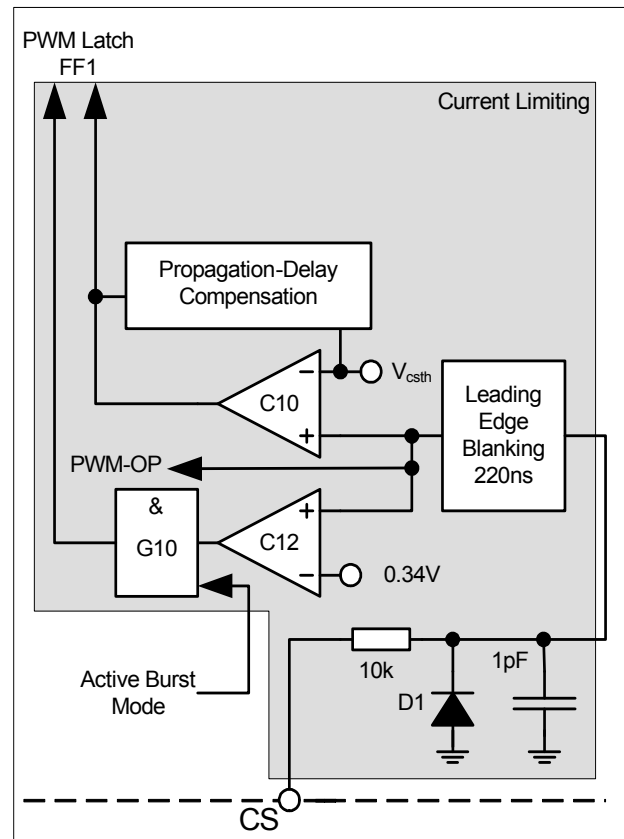 PWM Latch
FF1
Current Limiting
Propagation-Delay
Compensation
Vcsth
C10
Leading
Edge
Blanking
220ns
PWM-OP
&
G10
C12
0.34V
10k
1pF
Active Burst
Mode
D1
CS